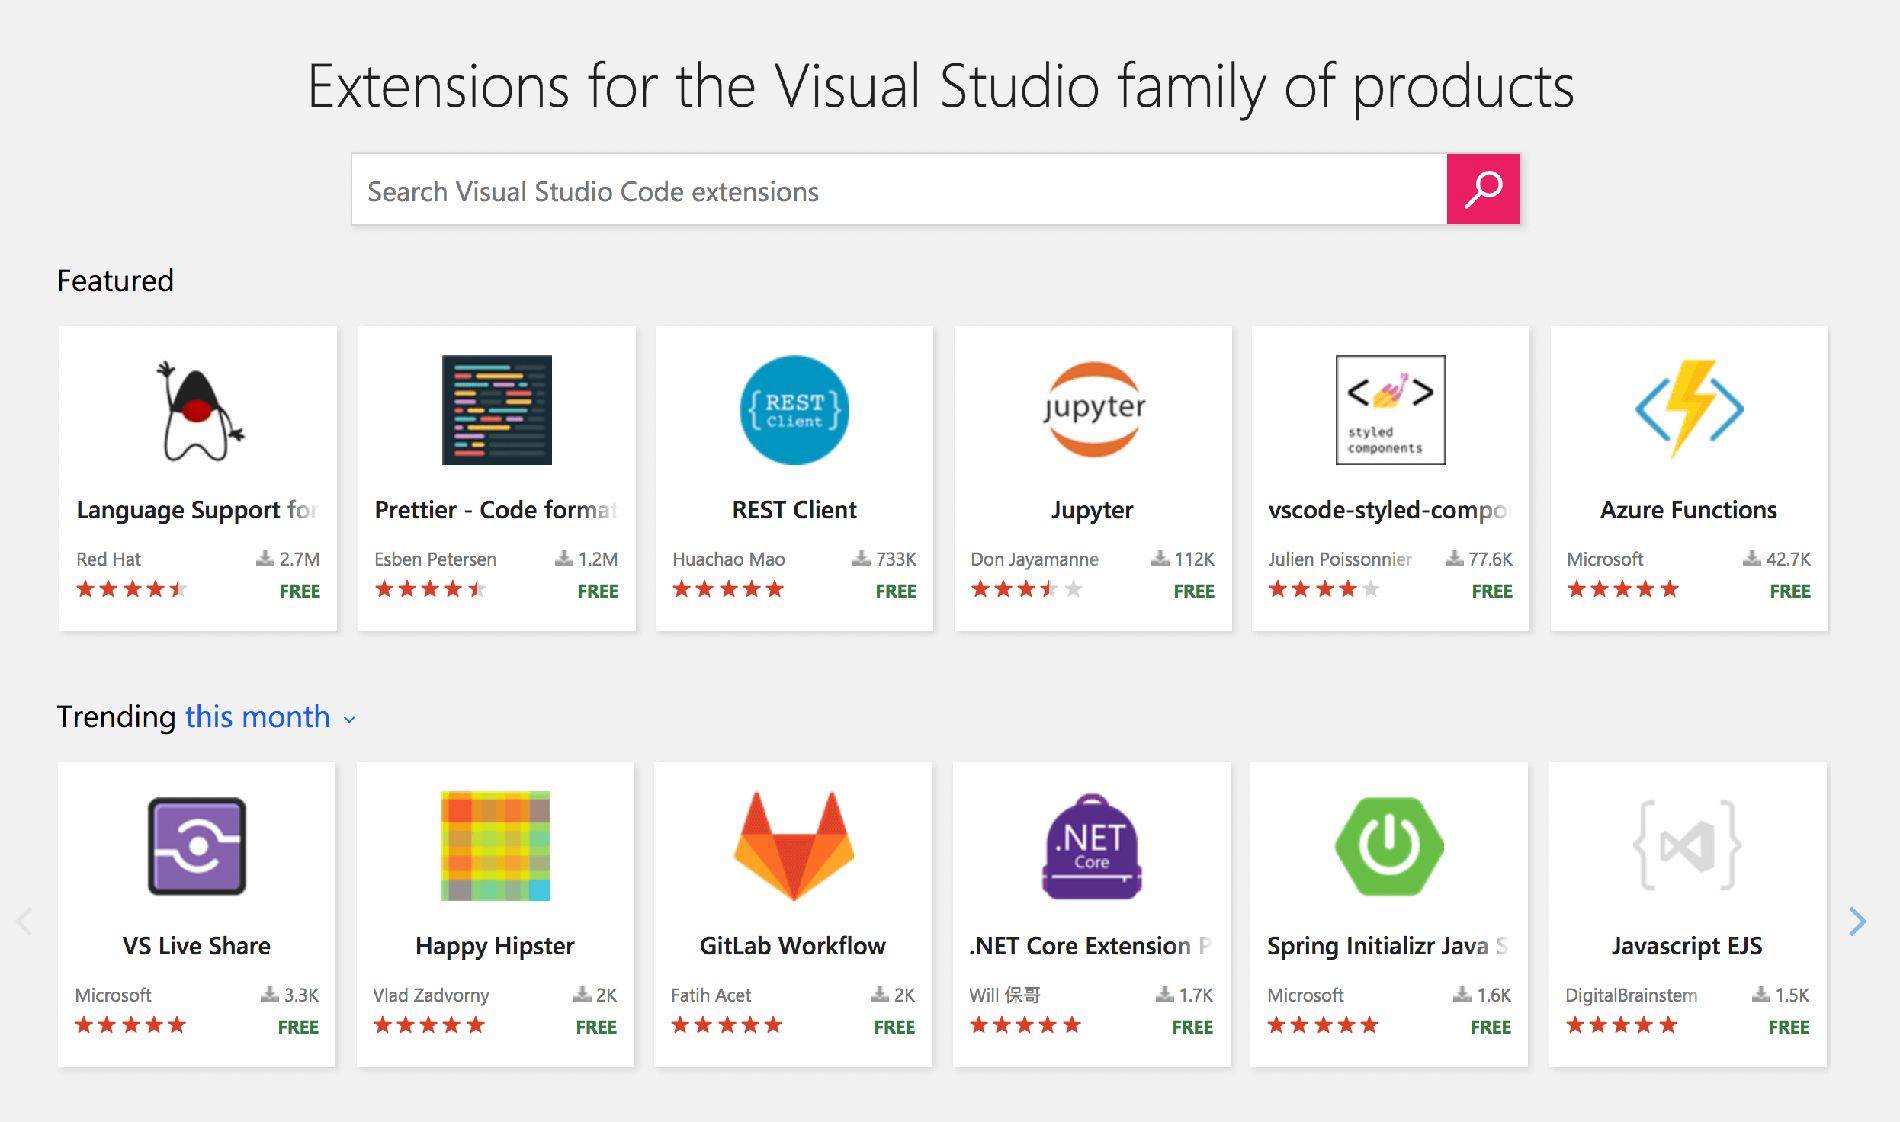 Extensions for the Visual Studio family of products
Search Visual Studio Code extensions
Featured
REST
Client
jupyter
styled
components
Language Support for
Prettier - Code format
REST Client
Jupyter
vscode-styled-compo
Azure Functions
Red Hat 2.7M
Esben Petersen 1.2M
Huachao Mao 733K
Don Jayamanne 112K
Julien Poissonnier 77.6K
Microsoft 42.7K
FREE
FREE
FREE
FREE
FREE
FREE
Trending this month
.NET
Core
VS Live Share
Happy Hipster
GitLab Workflow
.NET Core Extension P
Spring Initializr Java S
Javascript EJS
Microsoft 3.3K
Vlad Zadvorny 2K
Fatih Acet 2K
Will 保哥 1.7K
Microsoft 1.6K
DigitalBrainstem 1.5K
FREE
FREE
FREE
FREE
FREE
FREE